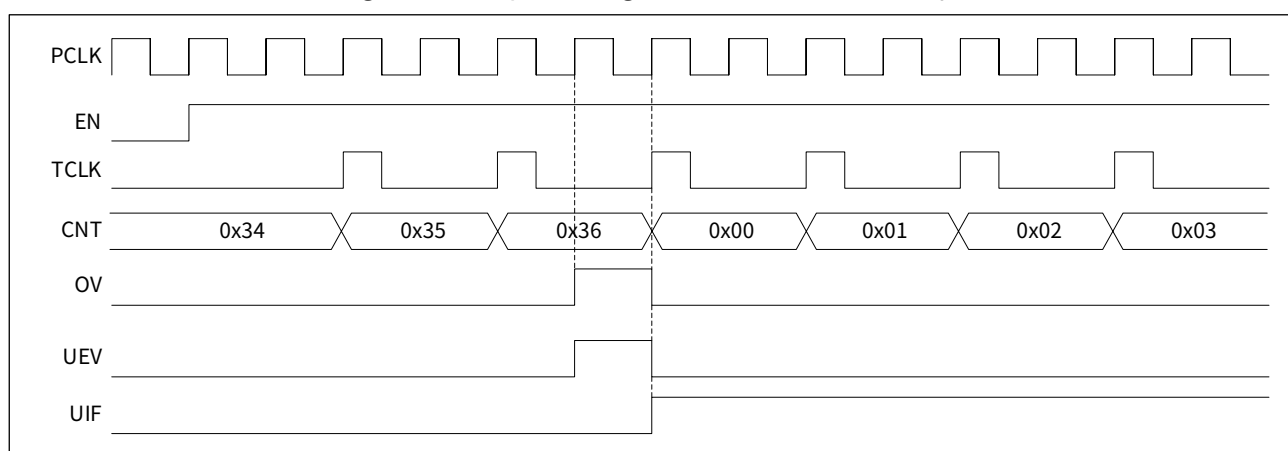 PCLK
EN
TCLK
CNT 0x34 0x35 0x36 0x00 0x01 0x02 0x03
OV
UEV
UIF